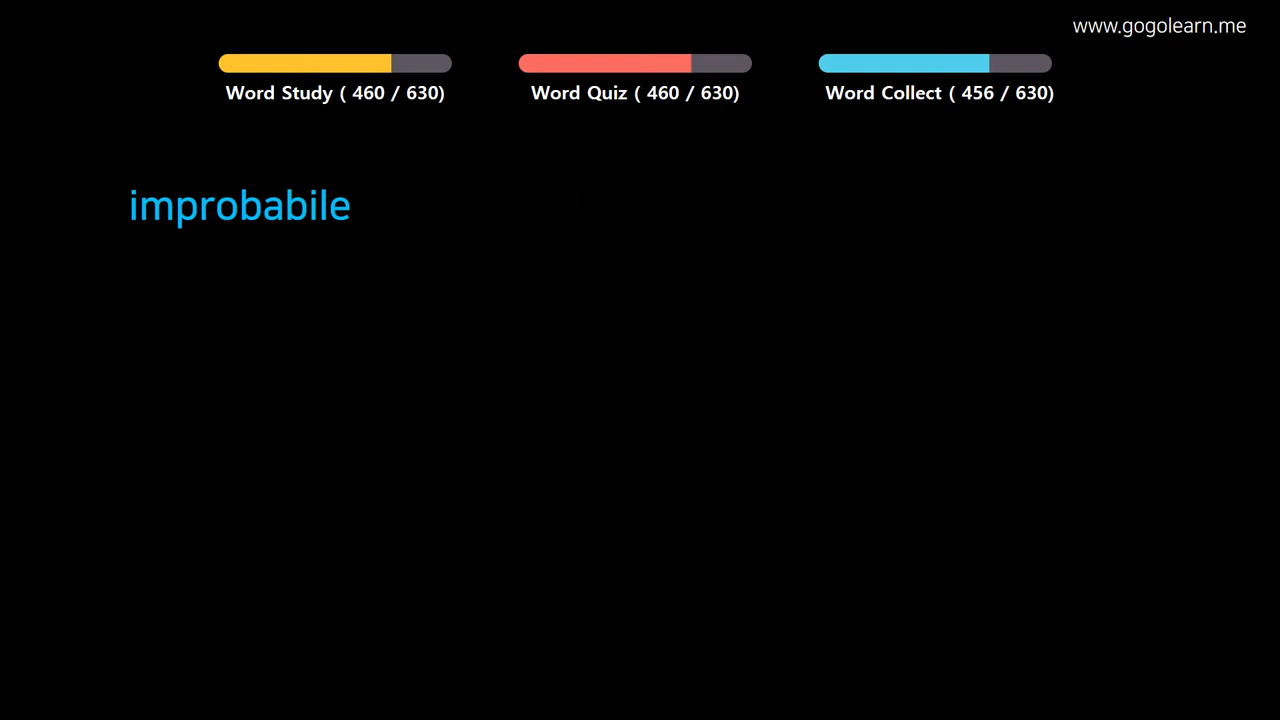 www.gogolearn.me
Word Study ( 460 / 630)
Word Quiz ( 460 / 630)
Word Collect ( 456 / 630)
improbabile